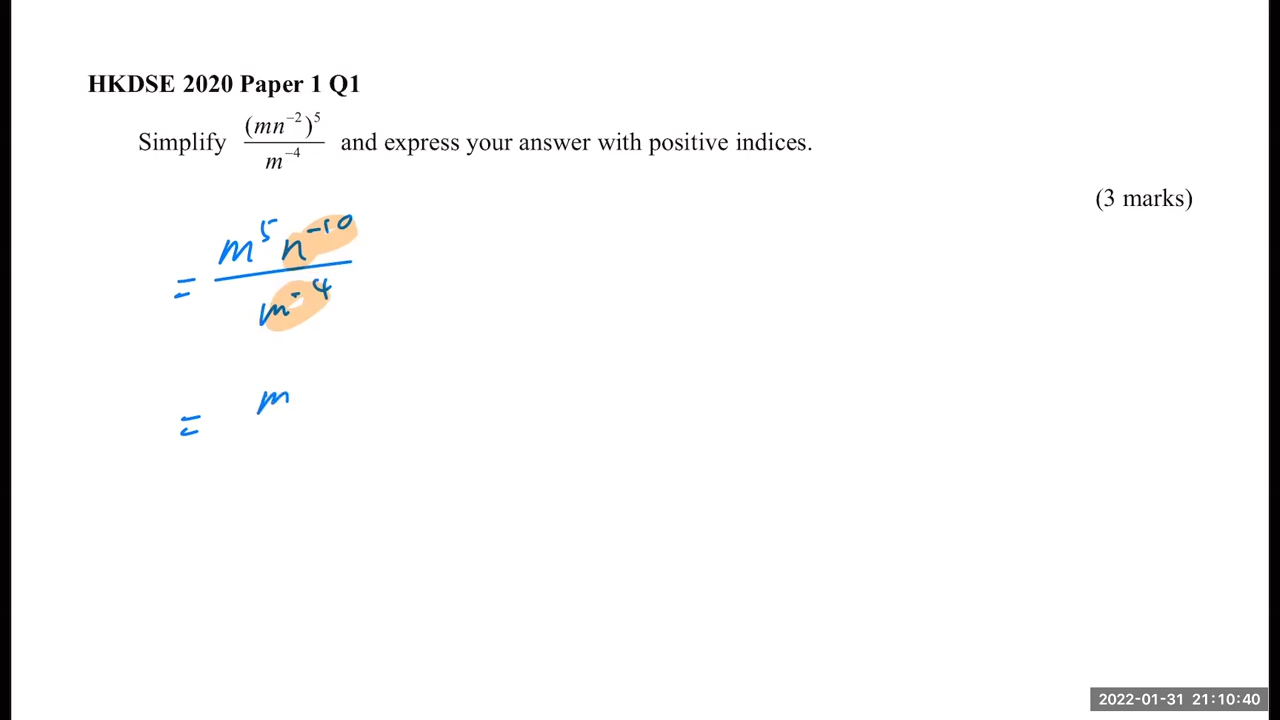 HKDSE 2020 Paper 1 Q1
Simplify (mn⁻²)⁵ / m⁻⁴ and express your answer with positive indices.
(3 marks)
= m⁵ n⁻¹⁰ / m⁻⁴
= m
2022-01-31 21:10:40